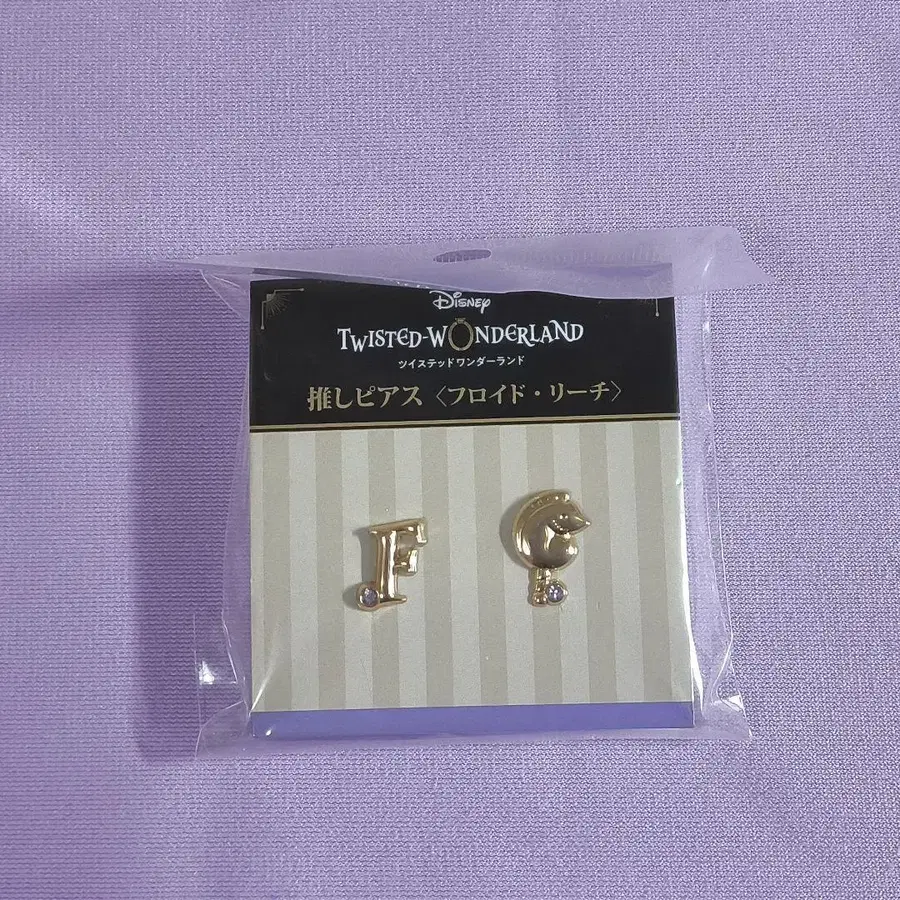 Disney
TWISTED-WONDERLAND
ツイステッドワンダーランド
推しピアス〈フロイド・リーチ〉
F